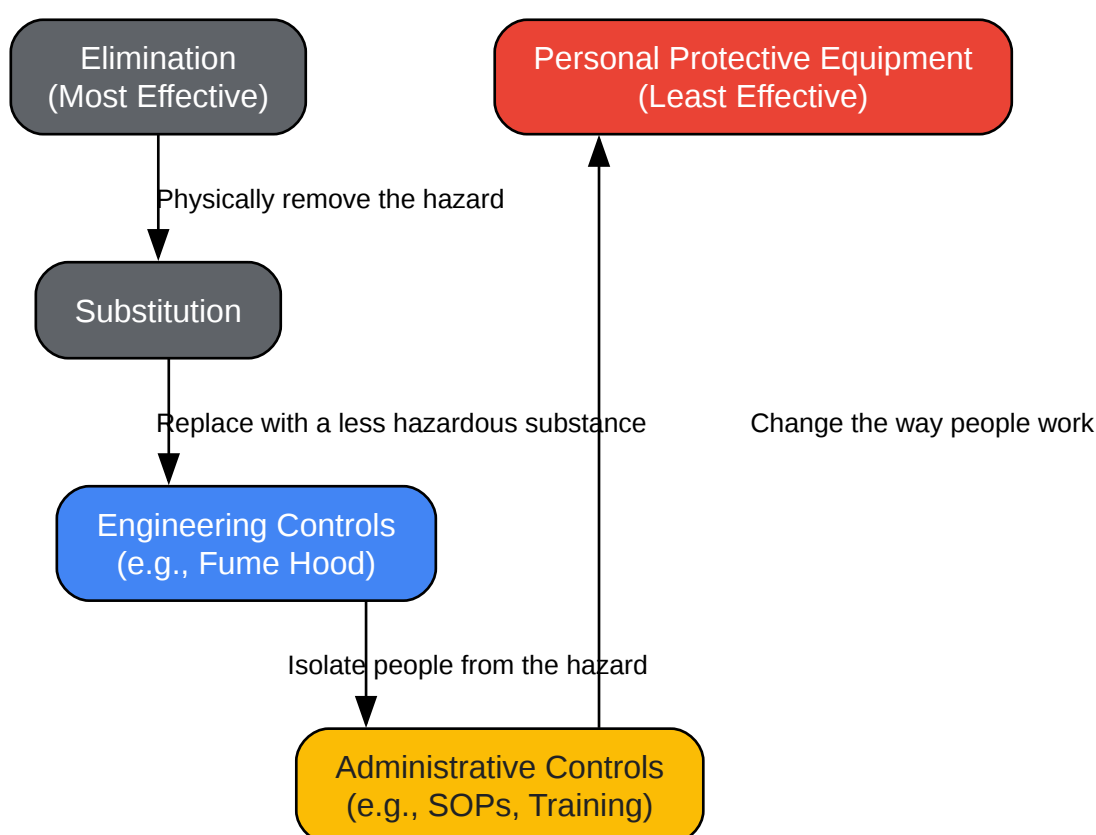 Elimination
(Most Effective)
Personal Protective Equipment
(Least Effective)
Physically remove the hazard
Substitution
Replace with a less hazardous substance
Change the way people work
Engineering Controls
(e.g., Fume Hood)
Isolate people from the hazard
Administrative Controls
(e.g., SOPs, Training)